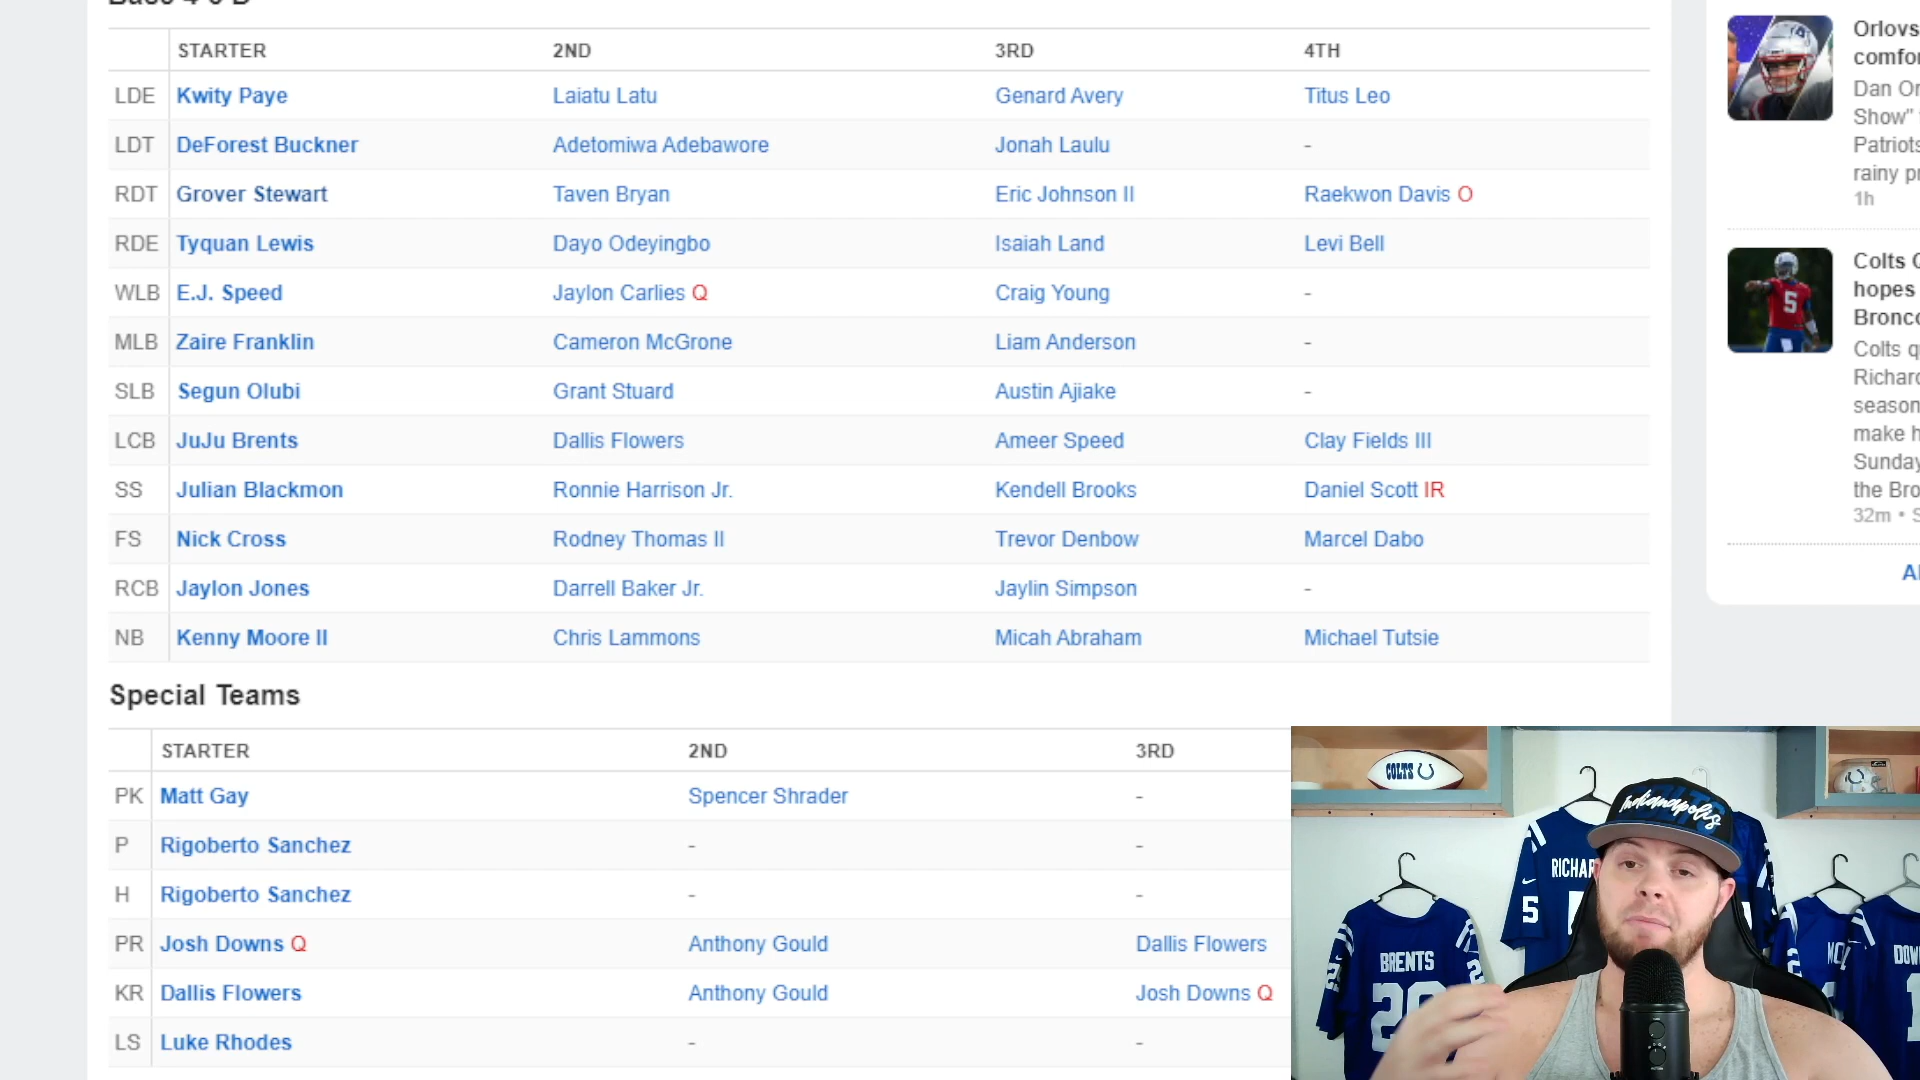 STARTER 2ND 3RD 4TH
LDE Kwity Paye Laiatu Latu Genard Avery Titus Leo
LDT DeForest Buckner Adetomiwa Adebawore Jonah Laulu -
RDT Grover Stewart Taven Bryan Eric Johnson II Raekwon Davis O
RDE Tyquan Lewis Dayo Odeyingbo Isaiah Land Levi Bell
WLB E.J. Speed Jaylon Carlies Q Craig Young -
MLB Zaire Franklin Cameron McGrone Liam Anderson -
SLB Segun Olubi Grant Stuard Austin Ajiake -
LCB JuJu Brents Dallis Flowers Ameer Speed Clay Fields III
SS Julian Blackmon Ronnie Harrison Jr. Kendell Brooks Daniel Scott IR
FS Nick Cross Rodney Thomas II Trevor Denbow Marcel Dabo
RCB Jaylon Jones Darrell Baker Jr. Jaylin Simpson -
NB Kenny Moore II Chris Lammons Micah Abraham Michael Tutsie
Special Teams
STARTER 2ND 3RD
PK Matt Gay Spencer Shrader -
P Rigoberto Sanchez - -
H Rigoberto Sanchez - -
PR Josh Downs Q Anthony Gould Dallis Flowers
KR Dallis Flowers Anthony Gould Josh Downs Q
LS Luke Rhodes - -
Orlovs
comfo
Dan Or
Show"
Patriots
rainy p
1h
Colts
hopes
Bronc
Colts q
Richar
season
make h
Sunday
the Bro
32m •
COLTS
Indianapolis
RICHAR
5
BRENTS
DOW